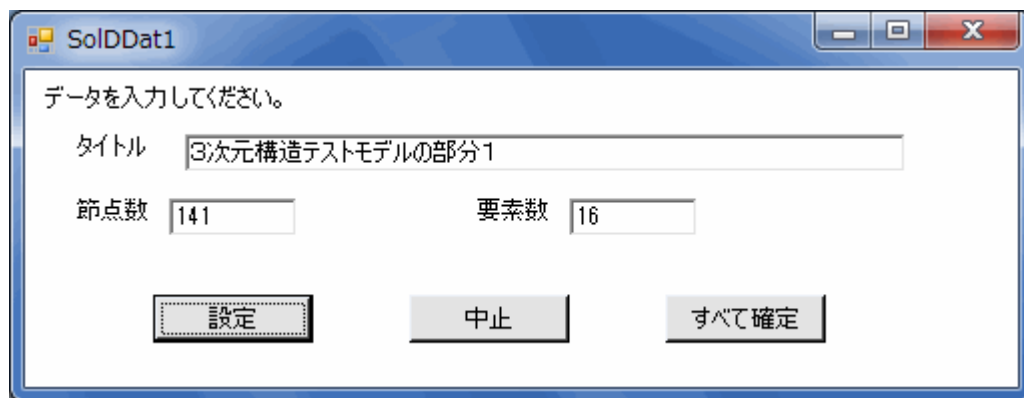 SolDDat1
データを入力してください。
タイトル 3次元構造テストモデルの部分1
節点数 141 要素数 16
設定 中止 すべて確定